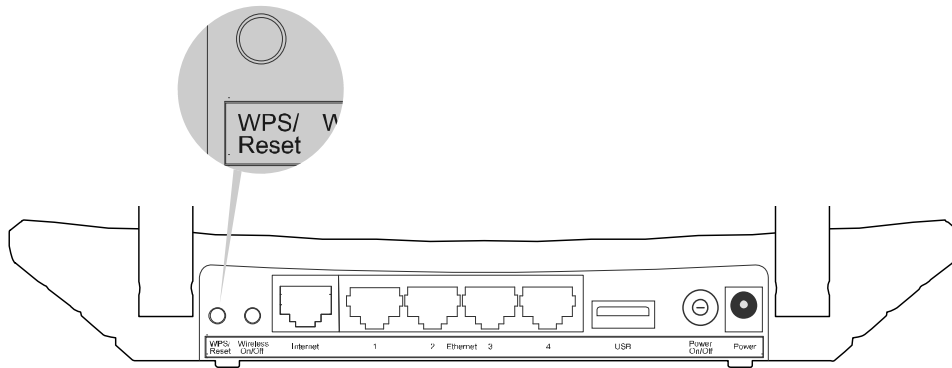 WPS/ W
Reset
WPS/
Reset
Wireless
On/Off
Internet
1
2
Ethernet
3
4
USB
Power
On/Off
Power